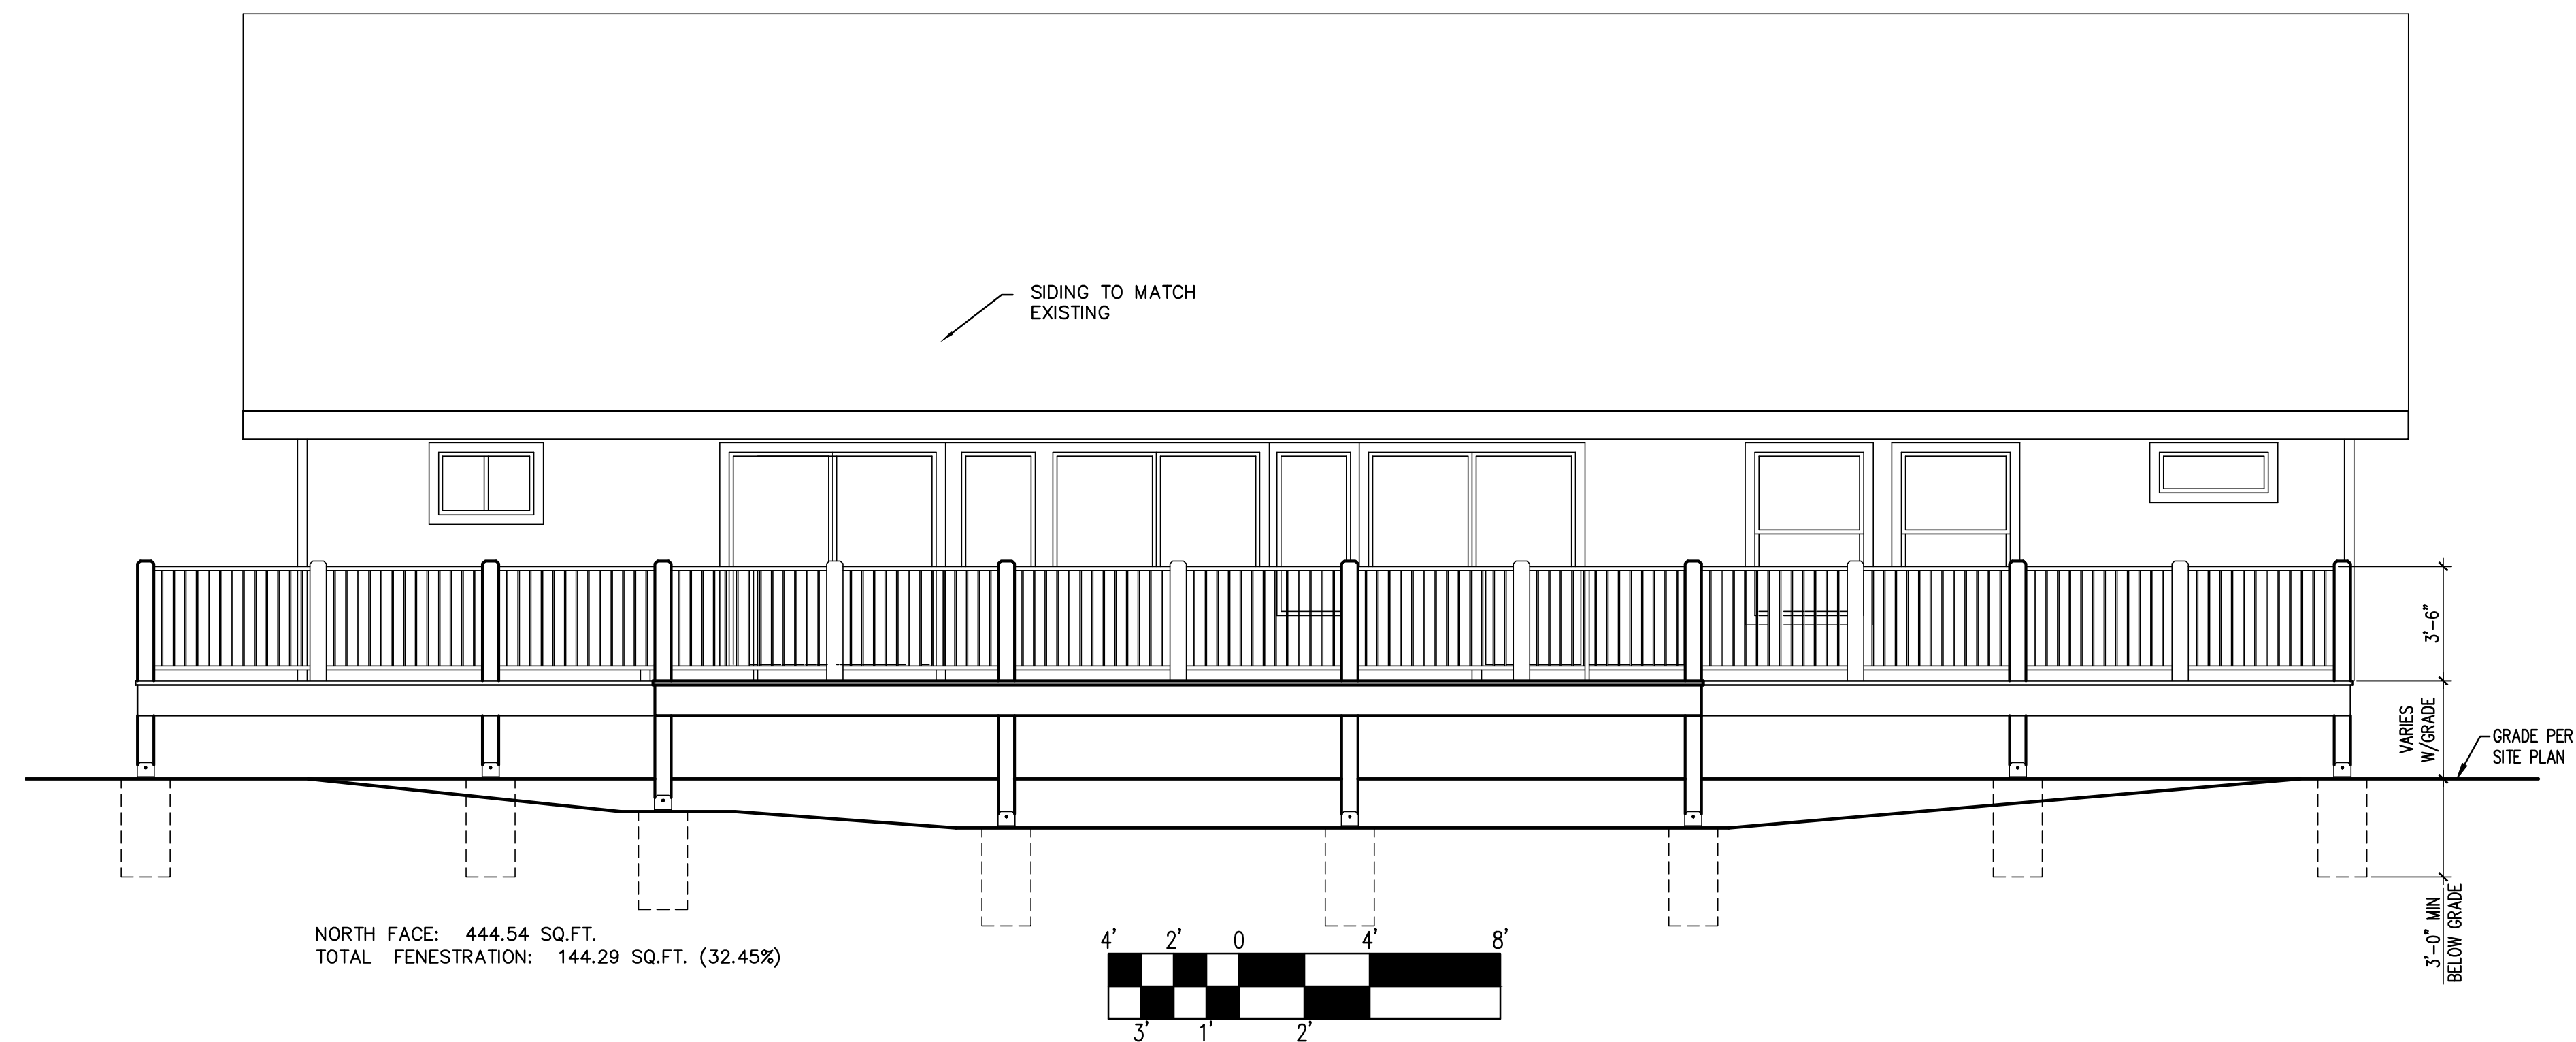 SIDING TO MATCH
EXISTING
3'-6"
VARIES
W/GRADE
GRADE PER
SITE PLAN
3'-0" MIN
BELOW GRADE
NORTH FACE: 444.54 SQ.FT.
TOTAL FENESTRATION: 144.29 SQ.FT. (32.45%)
4' 2' 0 4' 8'
3' 1' 2'